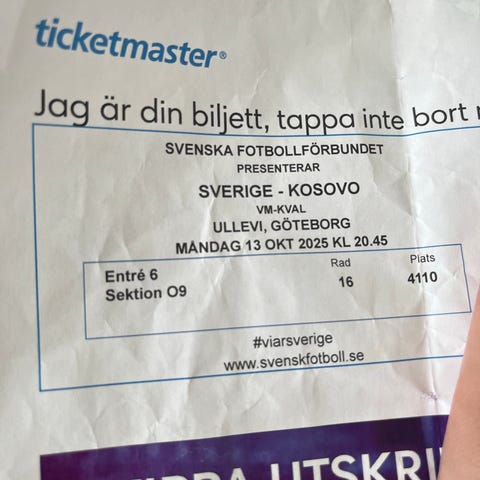 ticketmaster®
Jag är din biljett, tappa inte bort
SVENSKA FOTBOLLFÖRBUNDET
PRESENTERAR
SVERIGE - KOSOVO
VM-KVAL
ULLEVI, GÖTEBORG
MÅNDAG 13 OKT 2025 KL 20.45
Entré 6 Rad Plats
Sektion O9 16 4110
#viarsverige
www.svenskfotboll.se